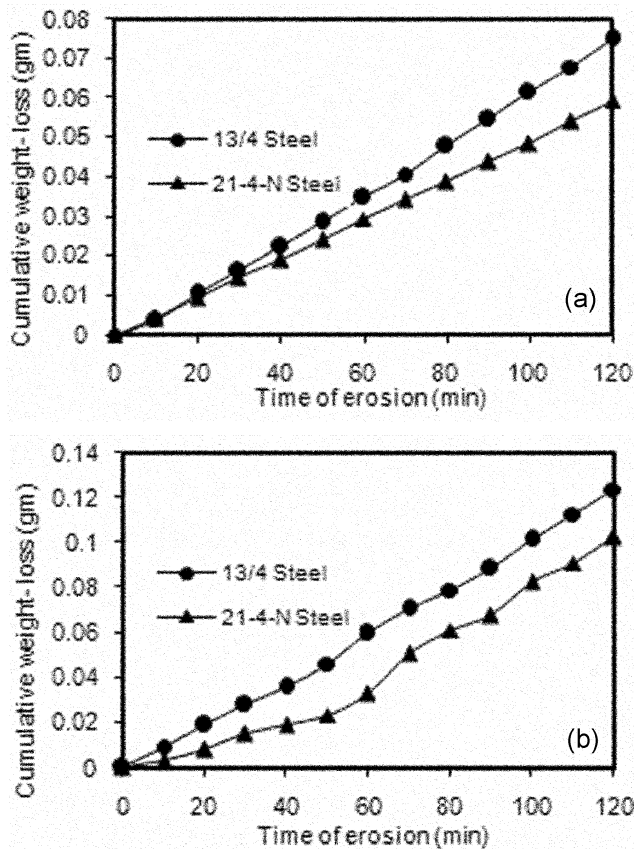 0.08
0.07
0.06
0.05
0.04
0.03
0.02
0.01
0
Cumulative weight- loss (gm)
13/4 Steel
21-4-N Steel
(a)
0 20 40 60 80 100 120
Time of erosion (min)
0.14
0.12
0.1
0.08
0.06
0.04
0.02
0
Cumulative weight- loss (gm)
13/4 Steel
21-4-N Steel
(b)
0 20 40 60 80 100 120
Time of erosion (min)